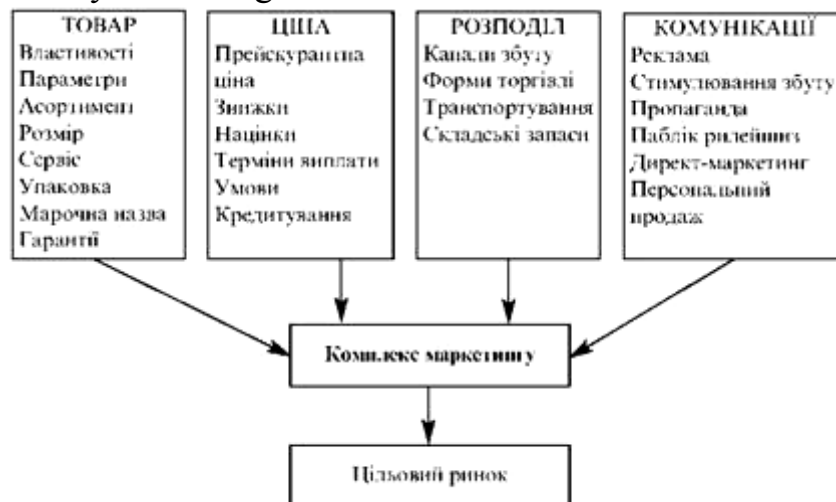 ТОВАР
Властивості
Параметри
Асортимент
Розмір
Сервіс
Упаковка
Марочна назва
Гарантії
ЦІНА
Прейскурантна
ціна
Знижки
Націнки
Терміни виплати
Умови
Кредитування
РОЗПОДІЛ
Канали збуту
Форми торгівлі
Транспортування
Складські запаси
КОМУНІКАЦІЇ
Реклама
Стимулювання збуту
Пропаганда
Паблік рилейшнз
Директ-маркетинг
Персональний
продаж
Комплекс маркетингу
Цільовий ринок